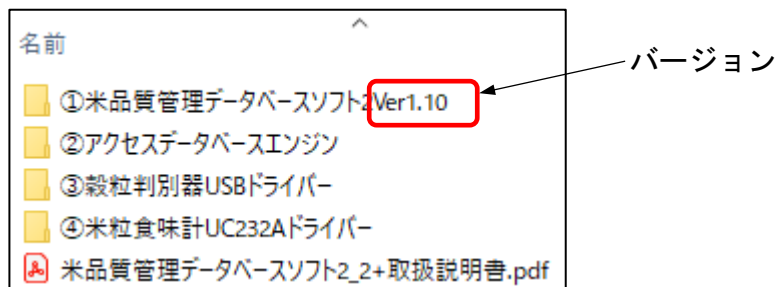 名前
バージョン
①米品質管理データベースソフト2Ver1.10
②アクセスデータベースエンジン
③穀粒判別器USBドライバー
④米粒食味計UC232Aドライバー
米品質管理データベースソフト2_2+取扱説明書.pdf